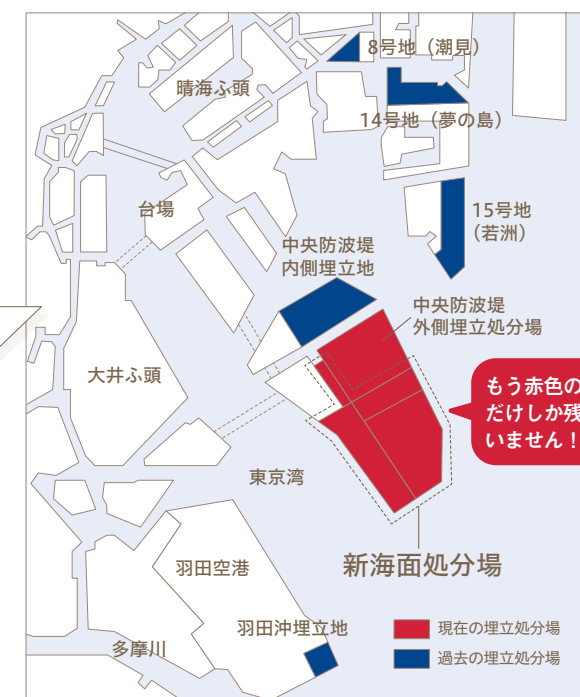 8号地（潮見）
晴海ふ頭
14号地（夢の島）
台場
15号地
（若洲）
中央防波堤
内側埋立地
中央防波堤
外側埋立処分場
大井ふ頭
もう赤色の
だけしか残
いません！
東京湾
新海面処分場
羽田空港
羽田沖埋立地
多摩川
現在の埋立処分場
過去の埋立処分場